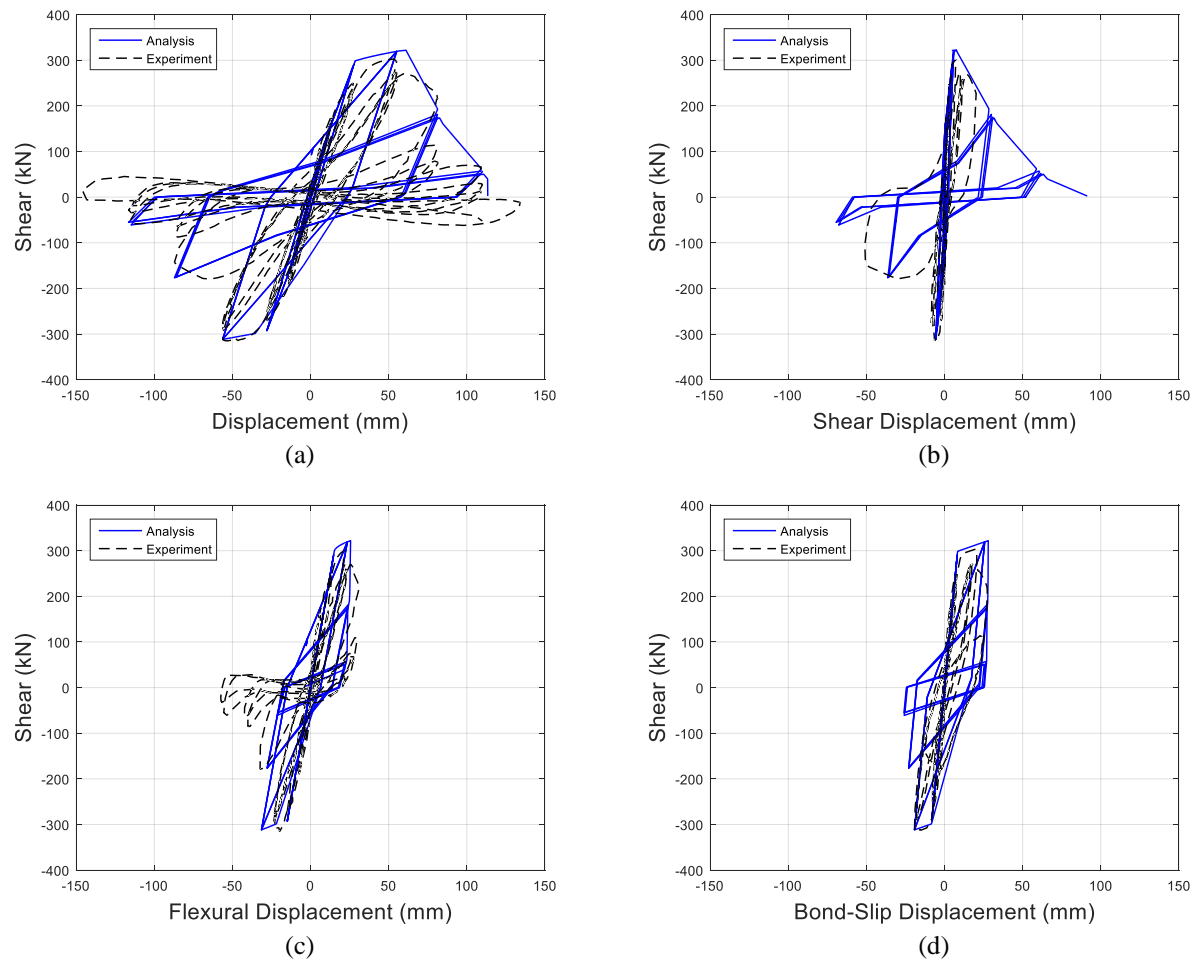 400
300
200
100
0
-100
-200
-300
-400
-150 -100 -50 0 50 100 150
Shear (kN)
Displacement (mm)
Analysis
Experiment
(a)
400
300
200
100
0
-100
-200
-300
-400
-150 -100 -50 0 50 100 150
Shear (kN)
Shear Displacement (mm)
Analysis
Experiment
(b)
400
300
200
100
0
-100
-200
-300
-400
-150 -100 -50 0 50 100 150
Shear (kN)
Flexural Displacement (mm)
Analysis
Experiment
(c)
400
300
200
100
0
-100
-200
-300
-400
-150 -100 -50 0 50 100 150
Shear (kN)
Bond-Slip Displacement (mm)
Analysis
Experiment
(d)